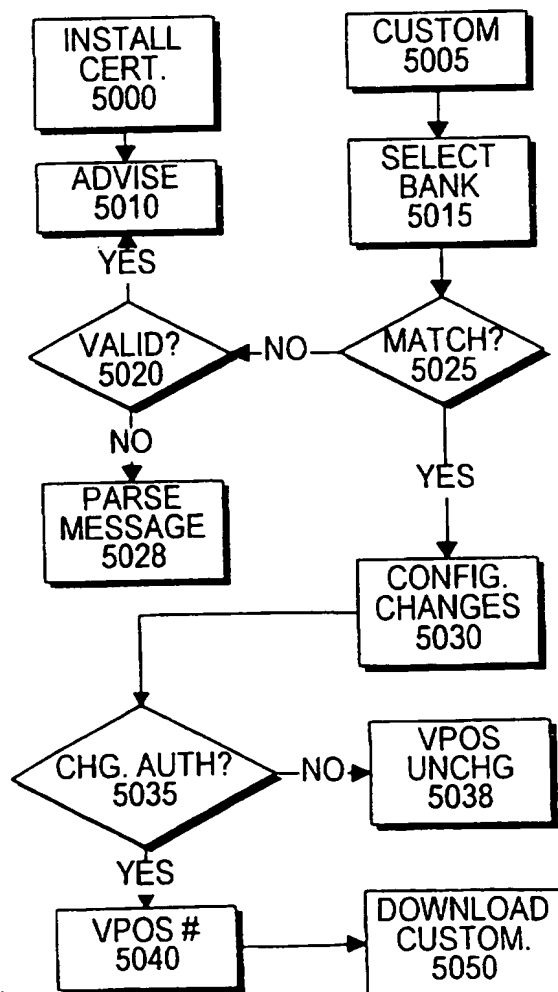 INSTALL
CERT.
5000
CUSTOM
5005
ADVISE
5010
SELECT
BANK
5015
YES
VALID?
5020
NO
MATCH?
5025
NO
YES
PARSE
MESSAGE
5028
CONFIG.
CHANGES
5030
CHG. AUTH?
5035
NO
VPOS
UNCHG
5038
YES
VPOS #
5040
DOWNLOAD
CUSTOM.
5050